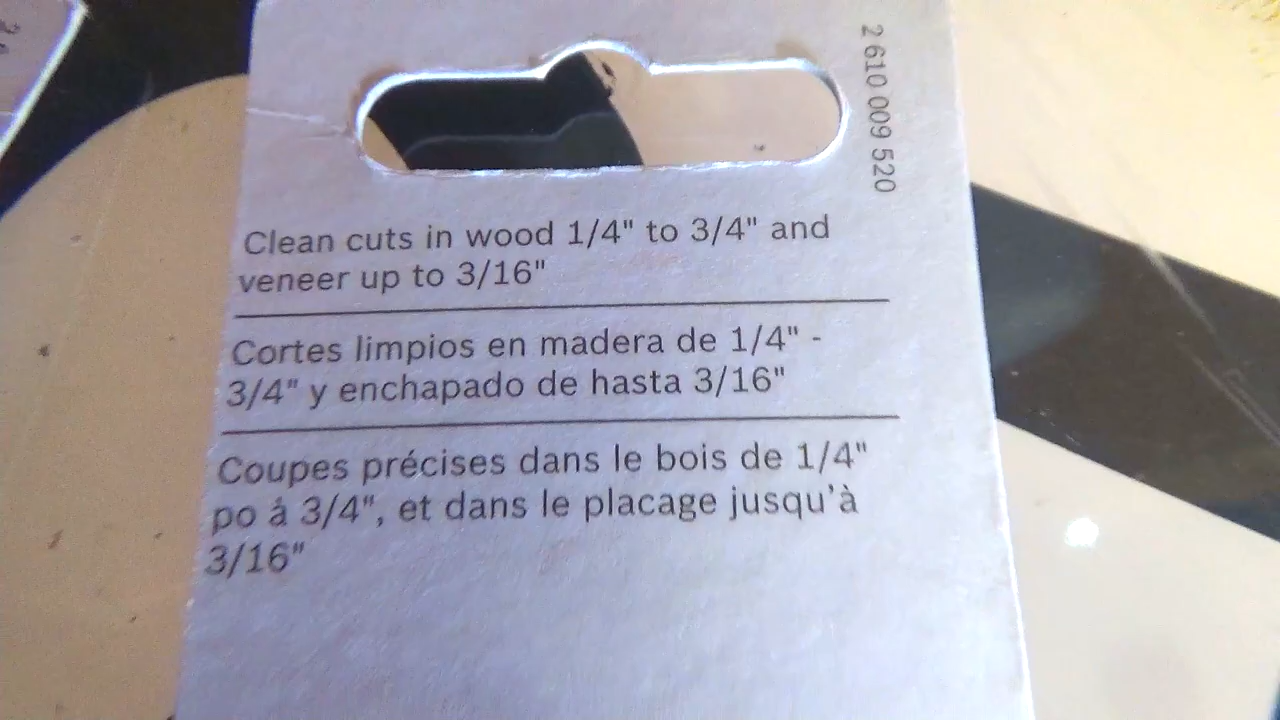 2 610 009 520
Clean cuts in wood 1/4" to 3/4" and
veneer up to 3/16"
Cortes limpios en madera de 1/4" -
3/4" y enchapado de hasta 3/16"
Coupes précises dans le bois de 1/4"
po à 3/4", et dans le placage jusqu’à
3/16"